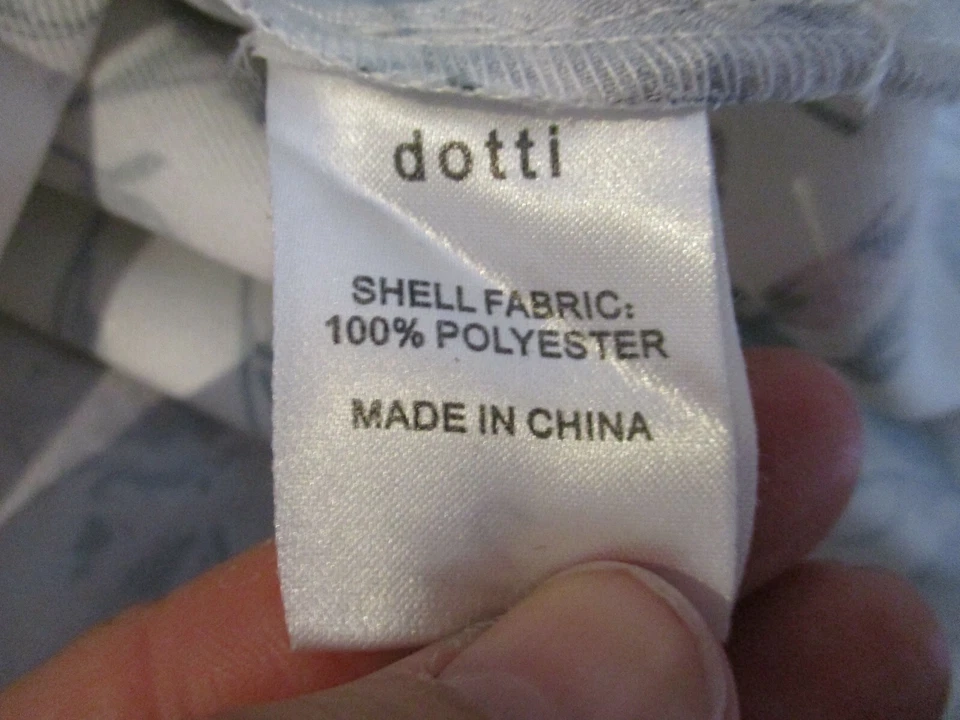 dotti
SHELL FABRIC:
100% POLYESTER
MADE IN CHINA